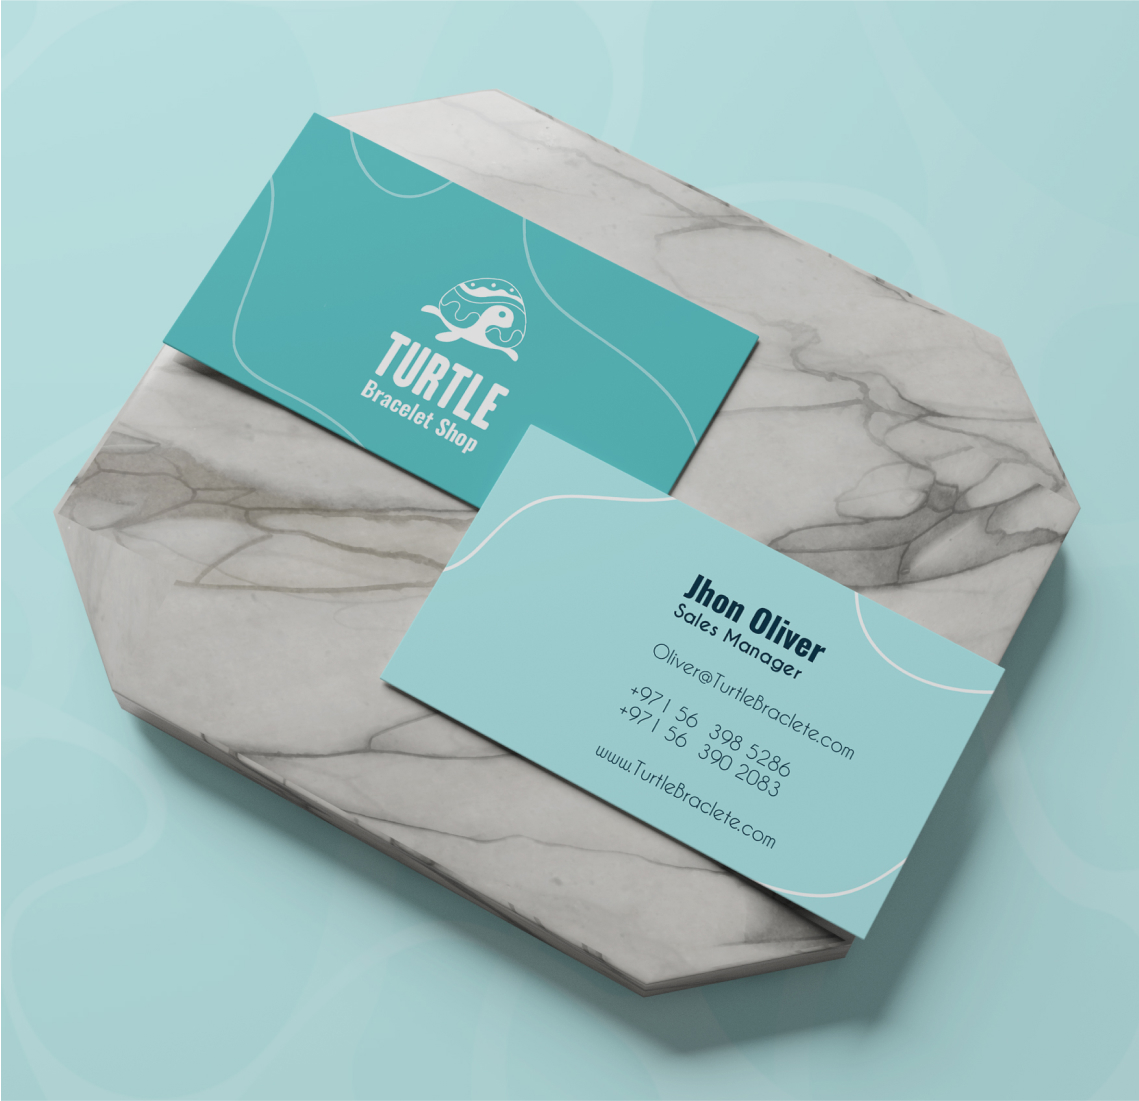 TURTLE
Bracelet Shop
Jhon Oliver
Sales Manager
Oliver@TurtleBraclete.com
+971 56 398 5286
+971 56 390 2083
www.TurtleBraclete.com